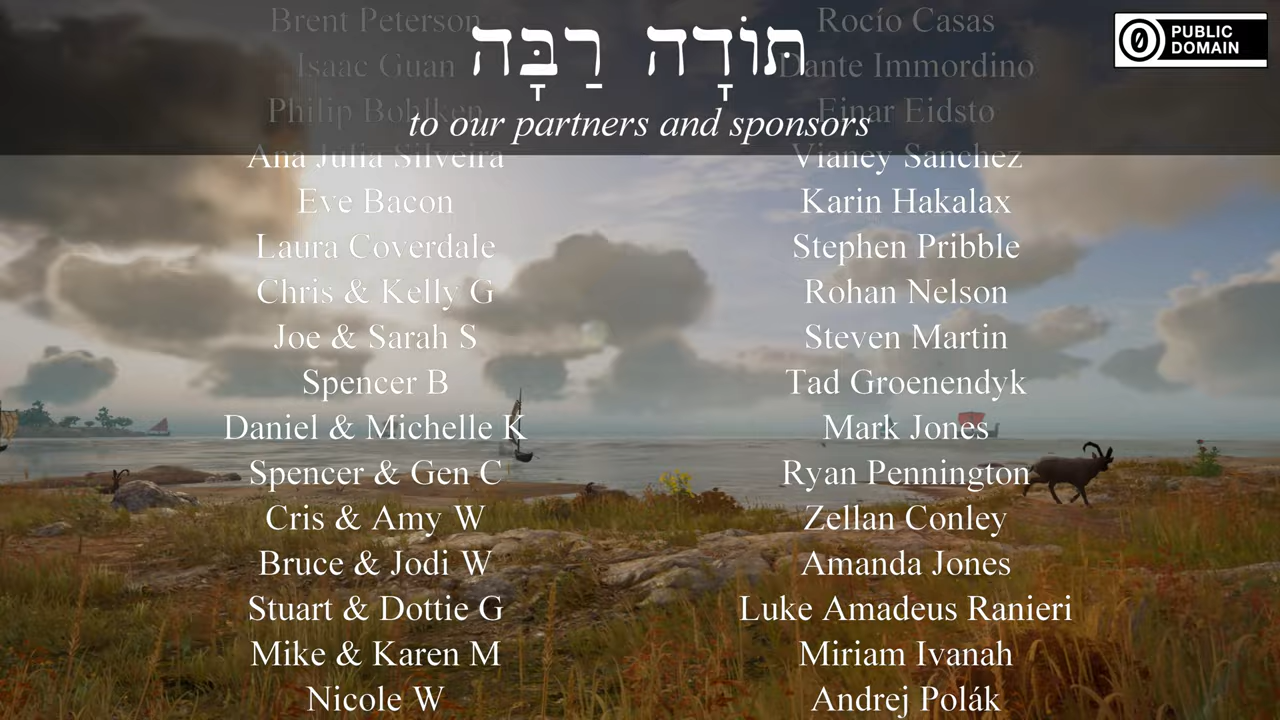 תּוֹדָה רַבָּה
to our partners and sponsors
PUBLIC
DOMAIN
Brent Peterson
Isaac Guan
Philip Bohlken
Ana Julia Silveira
Eve Bacon
Laura Coverdale
Chris & Kelly G
Joe & Sarah S
Spencer B
Daniel & Michelle K
Spencer & Gen C
Cris & Amy W
Bruce & Jodi W
Stuart & Dottie G
Mike & Karen M
Nicole W
Rocío Casas
Dante Immordino
Einar Eidsto
Vianey Sanchez
Karin Hakalax
Stephen Pribble
Rohan Nelson
Steven Martin
Tad Groenendyk
Mark Jones
Ryan Pennington
Zellan Conley
Amanda Jones
Luke Amadeus Ranieri
Miriam Ivanah
Andrej Polák